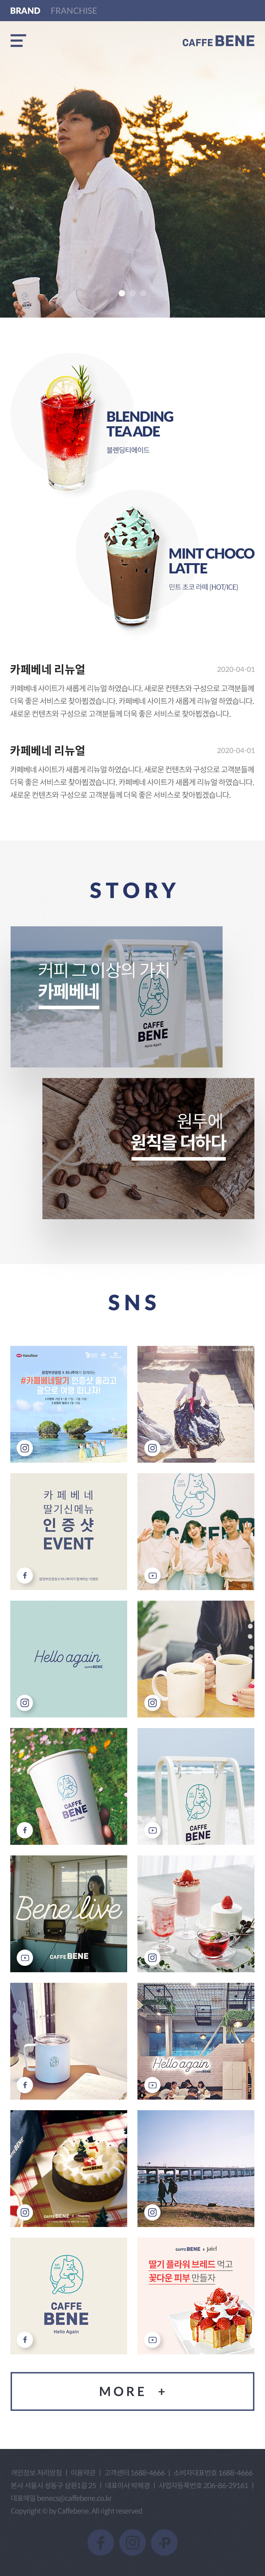 BRAND FRANCHISE
CAFFE BENE
BLENDING
TEA ADE
블렌딩티에이드
MINT CHOCO
LATTE
민트 초코 라떼 (HOT/ICE)
카페베네 리뉴얼 2020-04-01
카페베네 사이트가 새롭게 리뉴얼 하였습니다. 새로운 컨텐츠와 구성으로 고객분들께
더욱 좋은 서비스로 찾아뵙겠습니다. 카페베네 사이트가 새롭게 리뉴얼 하였습니다.
새로운 컨텐츠와 구성으로 고객분들께 더욱 좋은 서비스로 찾아뵙겠습니다.
카페베네 리뉴얼 2020-04-01
카페베네 사이트가 새롭게 리뉴얼 하였습니다. 새로운 컨텐츠와 구성으로 고객분들께
더욱 좋은 서비스로 찾아뵙겠습니다. 카페베네 사이트가 새롭게 리뉴얼 하였습니다.
새로운 컨텐츠와 구성으로 고객분들께 더욱 좋은 서비스로 찾아뵙겠습니다.
STORY
커피 그 이상의 가치
카페베네
CAFFE
BENE
Hello Again
원두에
원칙을 더하다
SNS
#카페베네딸기 인증샷 올리고
괌으로 여행 떠나자!
카페베네
딸기신메뉴
인증샷
EVENT
CAFFE
Hello again
CAFFE BENE
CAFFE
BENE
CAFFE
BENE
Bene live
CAFFE BENE
Hello again
CAFFE BENE
CAFFE
BENE
Hello Again
CAFFE BENE x
딸기 플라워 브레드 먹고
꽃다운 피부 만들자
MORE +
개인정보 처리방침 | 이용약관 | 고객센터 1688-4666 | 소비자대표번호 1688-4666
본사 서울시 성동구 상원1길 25 | 대표이사 박혜경 | 사업자등록번호 206-86-29161 |
대표메일 benecs@caffebene.co.kr
Copyright © by Caffebene. All right reserved